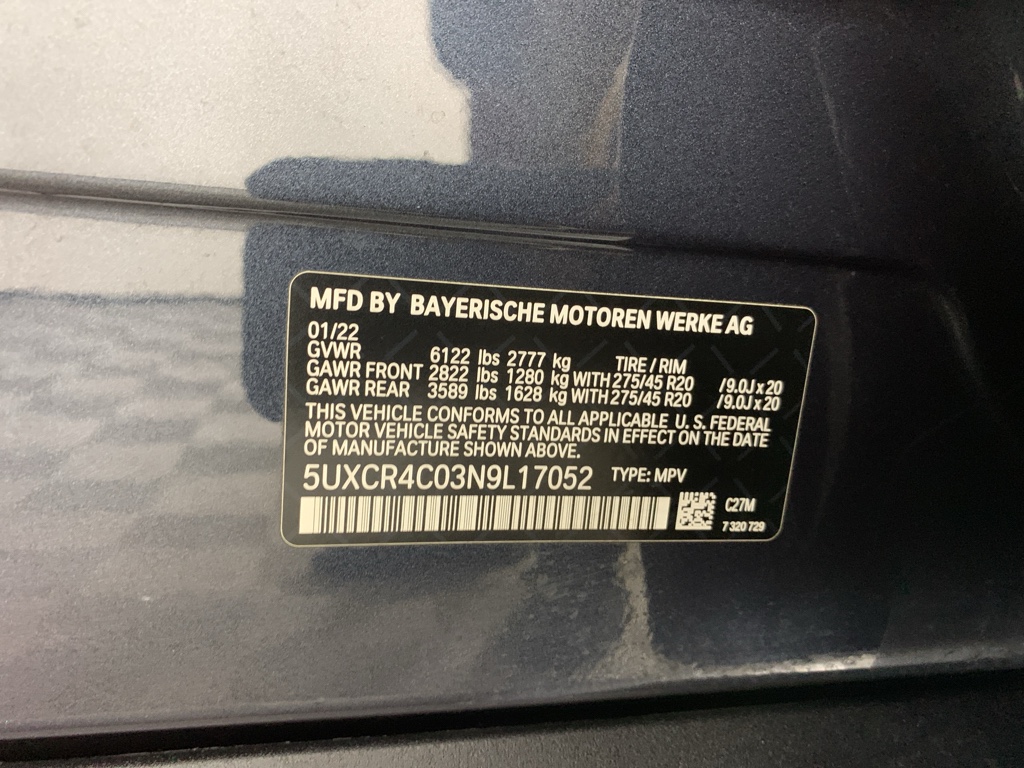 MFD BY BAYERISCHE MOTOREN WERKE AG
01/22
GVWR 6122 lbs 2777 kg TIRE / RIM
GAWR FRONT 2822 lbs 1280 kg WITH 275/45 R20 /9.0J x 20
GAWR REAR 3589 lbs 1628 kg WITH 275/45 R20 /9.0J x 20
THIS VEHICLE CONFORMS TO ALL APPLICABLE U. S. FEDERAL
MOTOR VEHICLE SAFETY STANDARDS IN EFFECT ON THE DATE
OF MANUFACTURE SHOWN ABOVE.
5UXCR4C03N9L17052 TYPE: MPV
C27M
7 320 729